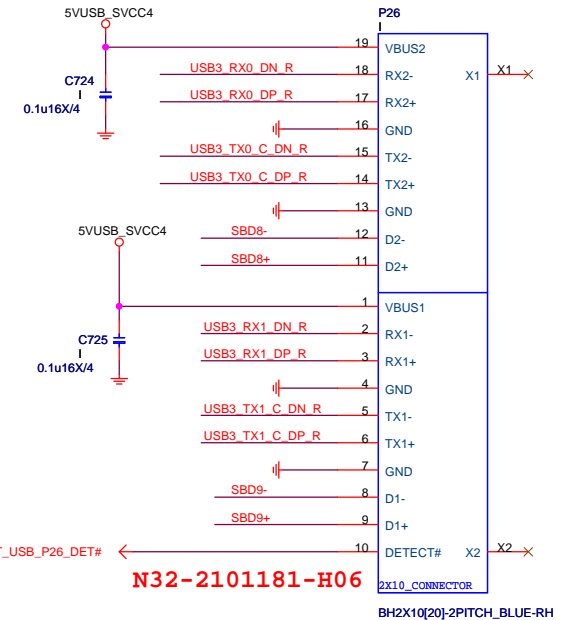 5VUSB_SVCC4
P26
19 VBUS2
C724
0.1u16X/4
USB3_RX0_DN_R 18 RX2- X1 X1
USB3_RX0_DP_R 17 RX2+
16 GND
USB3_TX0_C_DN_R 15 TX2-
USB3_TX0_C_DP_R 14 TX2+
13 GND
5VUSB_SVCC4
SBD8- 12 D2-
SBD8+ 11 D2+
1 VBUS1
C725
0.1u16X/4
USB3_RX1_DN_R 2 RX1-
USB3_RX1_DP_R 3 RX1+
4 GND
USB3_TX1_C_DN_R 5 TX1-
USB3_TX1_C_DP_R 6 TX1+
7 GND
SBD9- 8 D1-
SBD9+ 9 D1+
T_USB_P26_DET# 10 DETECT# X2 X2
N32-2101181-H06
2X10_CONNECTOR
BH2X10[20]-2PITCH_BLUE-RH